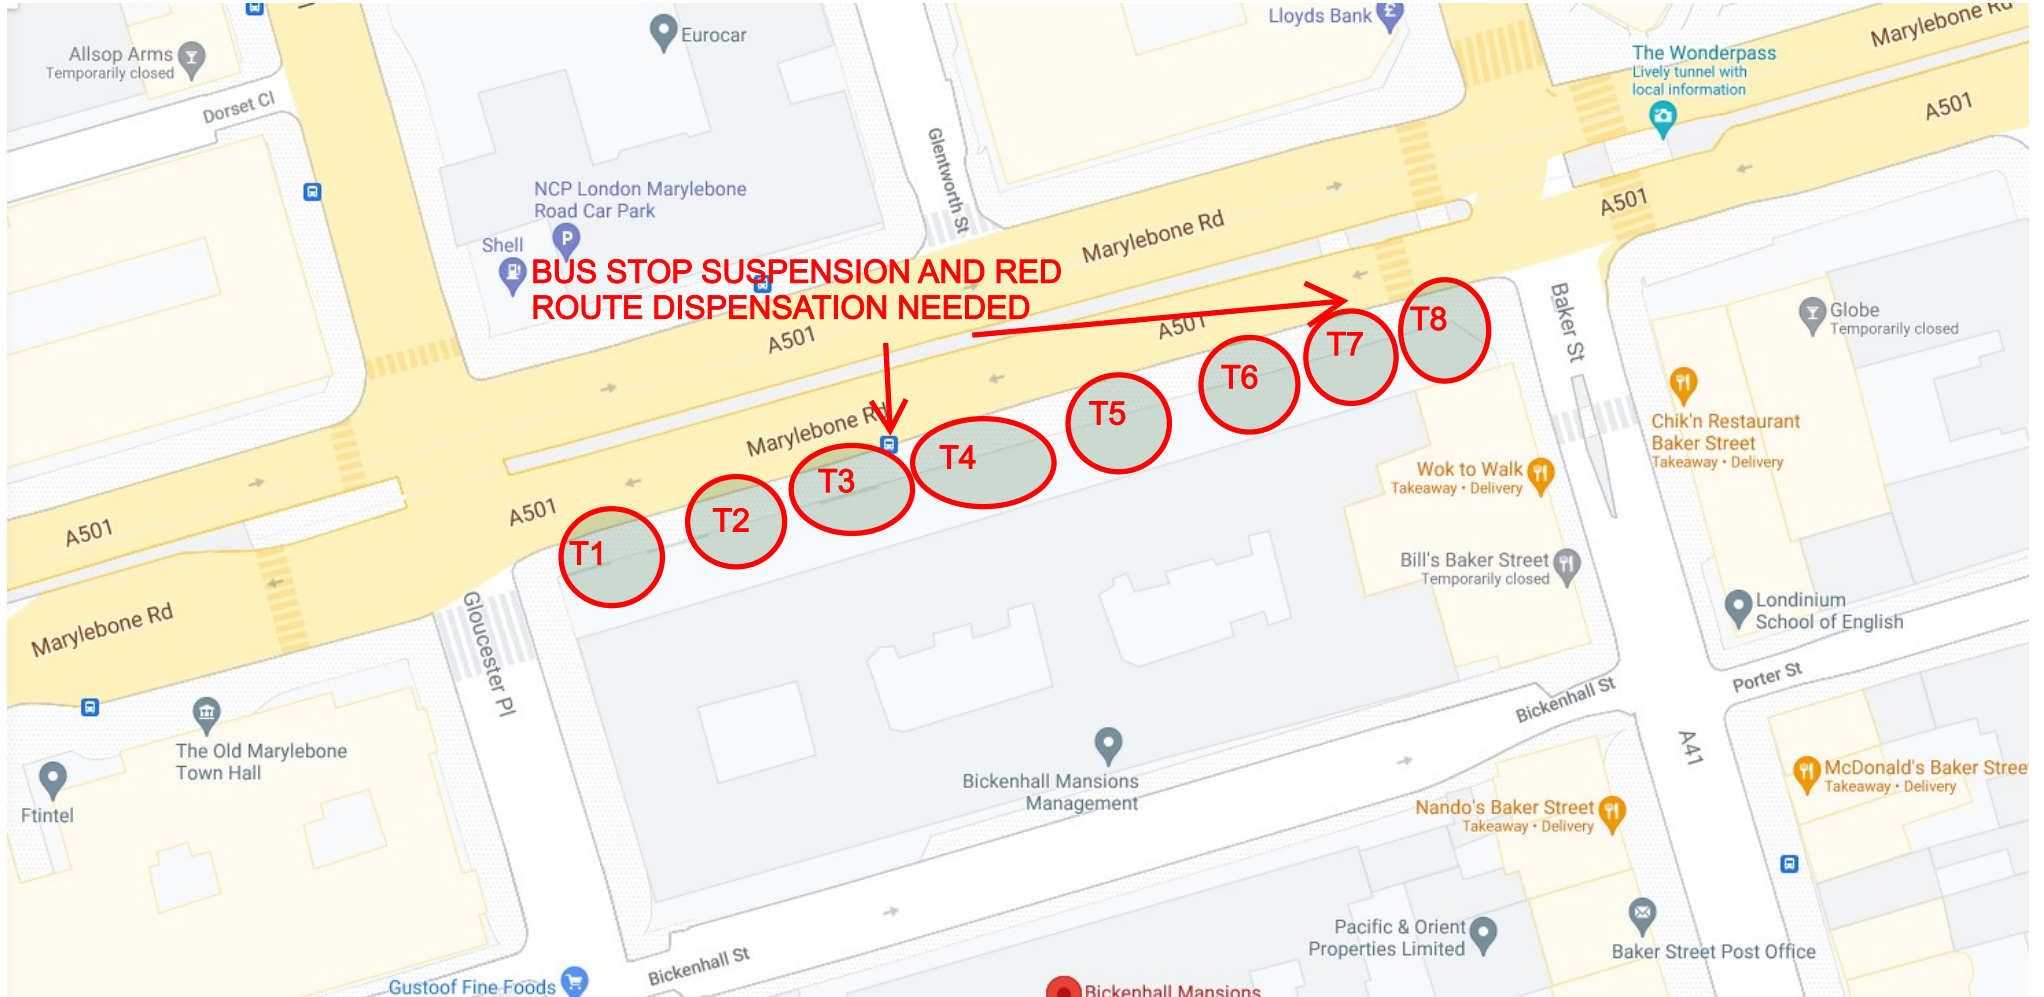 Allsop Arms
Temporarily closed
Eurocar
Lloyds Bank
Marylebone Rd
The Wonderpass
Lively tunnel with
local information
A501
Dorset Cl
Glentworth St
NCP London Marylebone
Road Car Park
Shell
Marylebone Rd
A501
BUS STOP SUSPENSION AND RED
ROUTE DISPENSATION NEEDED
A501
A501
Baker St
Globe
Temporarily closed
T8
T7
T6
T5
T4
T3
T2
T1
Marylebone Rd
Chik'n Restaurant
Baker Street
Takeaway • Delivery
Wok to Walk
Takeaway • Delivery
A501
A501
Bill's Baker Street
Temporarily closed
Londinium
School of English
Marylebone Rd
Gloucester Pl
Porter St
Bickenhall St
The Old Marylebone
Town Hall
A41
Bickenhall Mansions
Management
McDonald's Baker Stree
Takeaway • Delivery
Ftintel
Nando's Baker Street
Takeaway • Delivery
Pacific & Orient
Properties Limited
Baker Street Post Office
Bickenhall St
Gustoof Fine Foods
Bickenhall Mansions